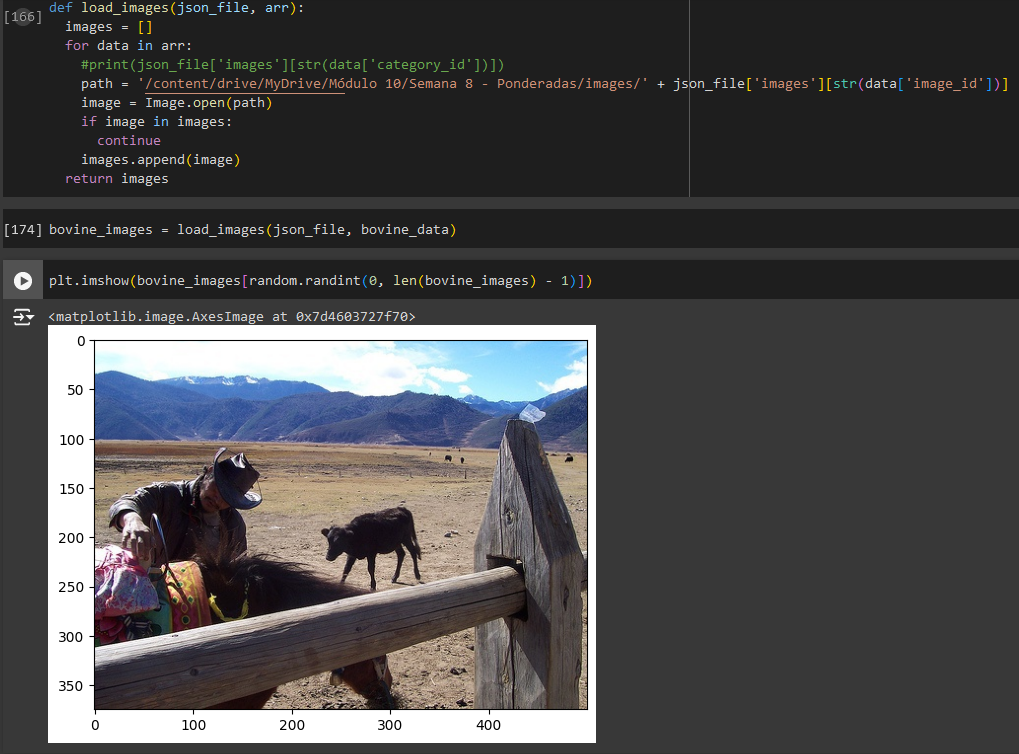 [166] def load_images(json_file, arr):
images = []
for data in arr:
#print(json_file['images'][str(data['category_id'])])
path = '/content/drive/MyDrive/Módulo 10/Semana 8 - Ponderadas/images/' + json_file['images'][str(data['image_id'])]
image = Image.open(path)
if image in images:
continue
images.append(image)
return images
[174] bovine_images = load_images(json_file, bovine_data)
plt.imshow(bovine_images[random.randint(0, len(bovine_images) - 1)])
<matplotlib.image.AxesImage at 0x7d4603727f70>
0
50
100
150
200
250
300
350
0 100 200 300 400